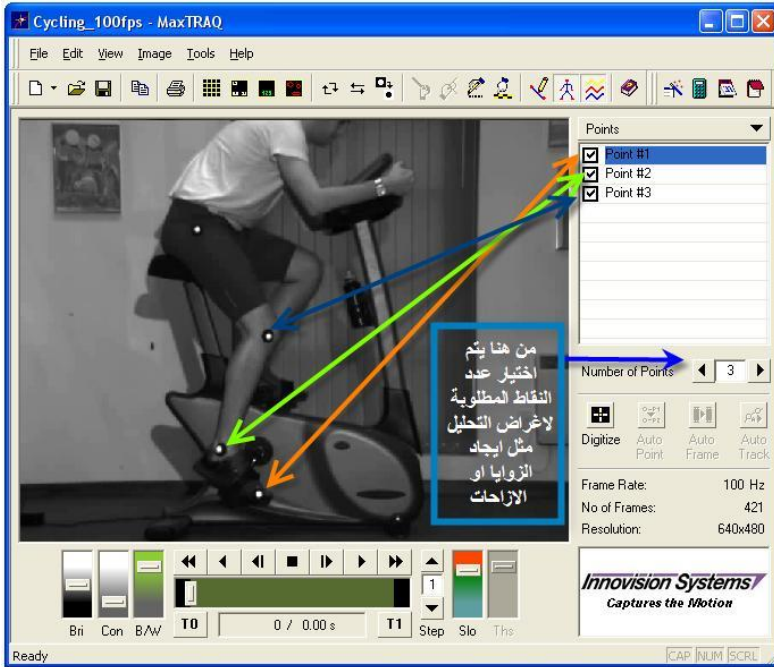 Cycling_100fps - MaxTRAQ
File Edit View Image Tools Help
Points
Point #1
Point #2
Point #3
من هنا يتم
اختيار عدد
النقاط المطلوبة
لاغراض التحليل
مثل ايجاد
الزوايا او
الازاحات
Number of Points 3
Digitize Auto Point Auto Frame Auto Track
Frame Rate: 100 Hz
No of Frames: 421
Resolution: 640x480
Innovision Systems
Captures the Motion
1
T0 0 / 0.00 s T1
Bri Con B/W Step Slo Ths
Ready CAP NUM SCRL